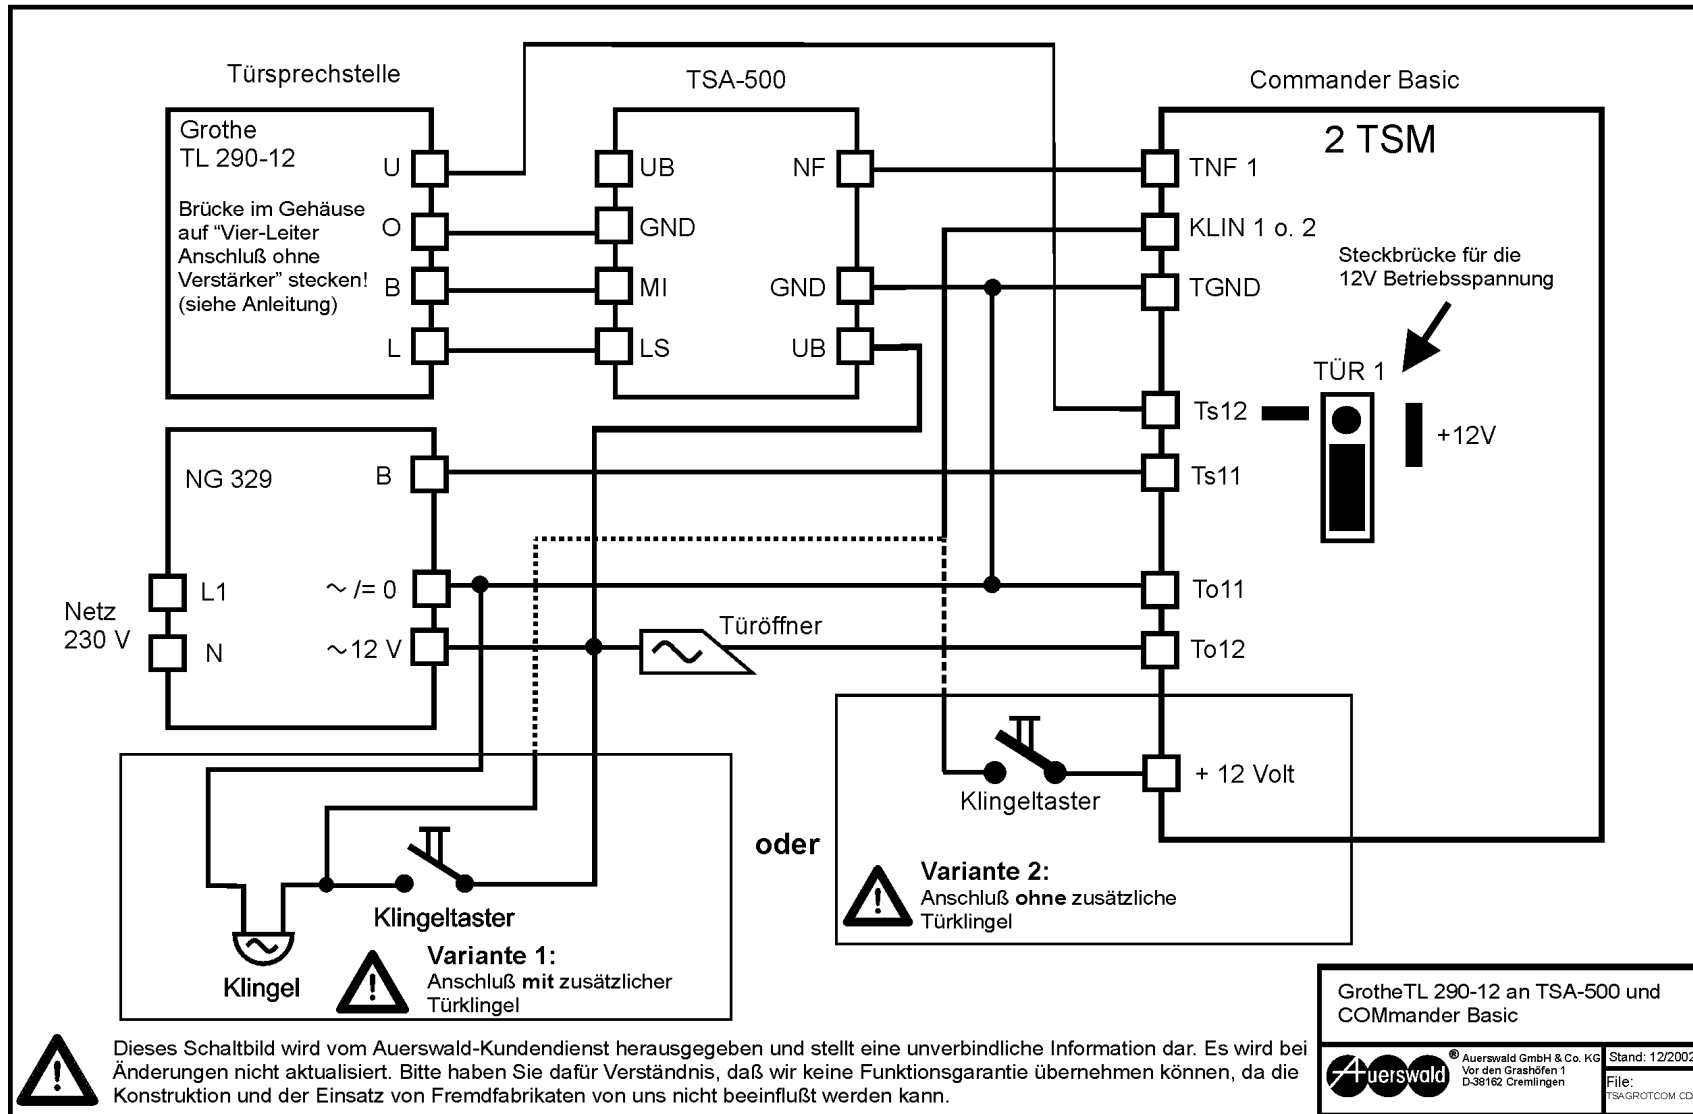 Türsprechstelle
TSA-500
Commander Basic
Grothe
TL 290-12
Brücke im Gehäuse
auf “Vier-Leiter
Anschluß ohne
Verstärker” stecken!
(siehe Anleitung)
U
O
B
L
UB
GND
MI
LS
NF
GND
UB
2 TSM
TNF 1
KLIN 1 o. 2
TGND
Ts12
Ts11
To11
To12
+ 12 Volt
Steckbrücke für die
12V Betriebsspannung
TÜR 1
+12V
NG 329
B
L1
~ /= 0
Netz
230 V
N
~12 V
Türöffner
Klingeltaster
Klingel
Variante 1:
Anschluß mit zusätzlicher
Türklingel
oder
Klingeltaster
Variante 2:
Anschluß ohne zusätzliche
Türklingel
Dieses Schaltbild wird vom Auerswald-Kundendienst herausgegeben und stellt eine unverbindliche Information dar. Es wird bei
Änderungen nicht aktualisiert. Bitte haben Sie dafür Verständnis, daß wir keine Funktionsgarantie übernehmen können, da die
Konstruktion und der Einsatz von Fremdfabrikaten von uns nicht beeinflußt werden kann.
GrotheTL 290-12 an TSA-500 und
COMmander Basic
Auerswald ®
Auerswald GmbH & Co. KG
Vor den Grashöfen 1
D-38162 Cremlingen
Stand: 12/2002
File:
TSAGROTCOM.CD